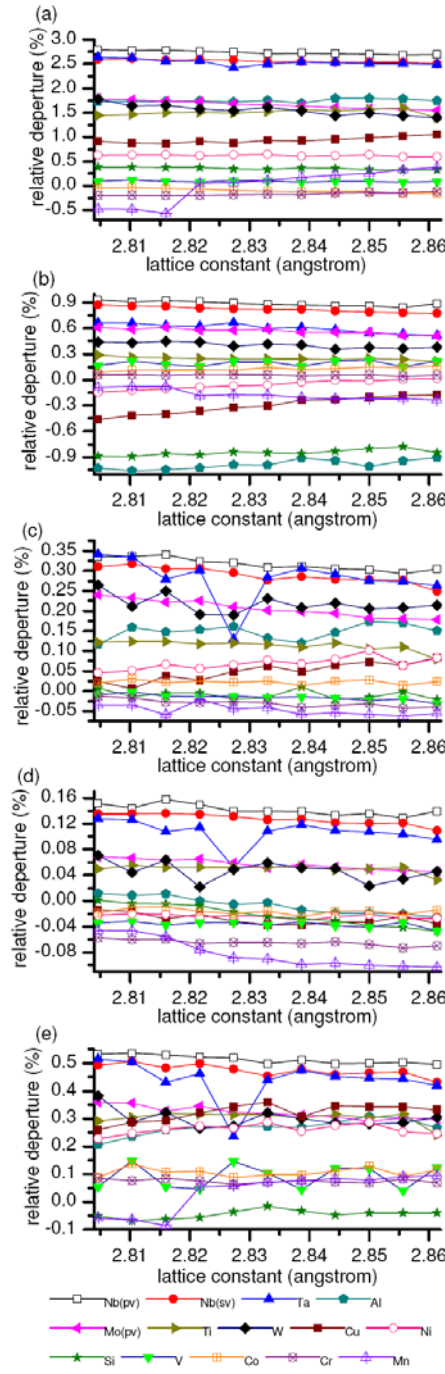 (a)
relative deperture (%)
3.0
2.5
2.0
1.5
1.0
0.5
0.0
-0.5
2.81 2.82 2.83 2.84 2.85 2.86
lattice constant (angstrom)
(b)
relative deperture (%)
0.9
0.6
0.3
0.0
-0.3
-0.6
-0.9
2.81 2.82 2.83 2.84 2.85 2.86
lattice constant (angstrom)
(c)
relative deperture (%)
0.35
0.30
0.25
0.20
0.15
0.10
0.05
0.00
-0.05
2.81 2.82 2.83 2.84 2.85 2.86
lattice constant (angstrom)
(d)
relative deperture (%)
0.16
0.12
0.08
0.04
0.00
-0.04
-0.08
2.81 2.82 2.83 2.84 2.85 2.86
lattice constant (angstrom)
(e)
relative deperture (%)
0.5
0.4
0.3
0.2
0.1
0.0
-0.1
2.81 2.82 2.83 2.84 2.85 2.86
lattice constant (angstrom)
Nb(pv) Nb(sv) Ta Al
Mo(pv) Ti W Cu Ni
Si V Co Cr Mn